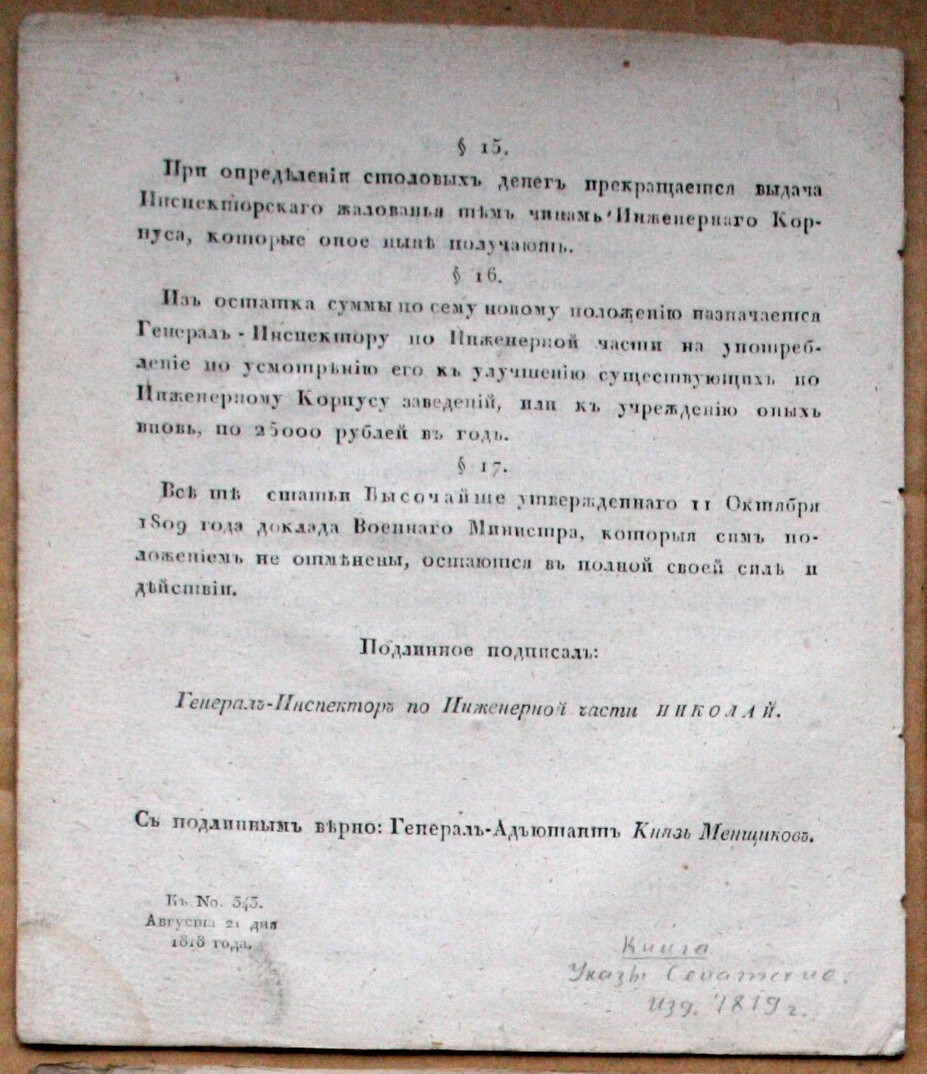 § 15.
При опредѣленіи столовыхъ денегъ прекращается выдача
Инспекторскаго жалованья тѣмъ чинамъ Инженернаго Кор-
пуса, которые оное нынѣ получаютъ.
§ 16.
Изъ остатка суммы по сему новому положенію назначается
Генералъ - Инспектору по Инженерной части на употреб-
леніе по усмотрѣнію его къ улучшенію существующихъ по
Инженерному Корпусу заведеній, или къ учрежденію оныхъ
вновь, по 25000 рублей въ годъ.
§ 17.
Всѣ тѣ статьи Высочайше утвержденнаго 11 Октября
1809 года доклада Военнаго Министра, которыя симъ по-
ложеніемъ не отмѣнены, остаются въ полной своей силѣ и
дѣйствіи.
Подлинное подписалъ:
Генералъ-Инспекторъ по Инженерной части НИКОЛАЙ.
Съ подлиннымъ вѣрно: Генералъ-Адъютантъ Князь Менщиковъ.
Къ No. 343.
Августа 21 дня
1818 года.
Книга
Указы Сенатские.
изд. 1819 г.